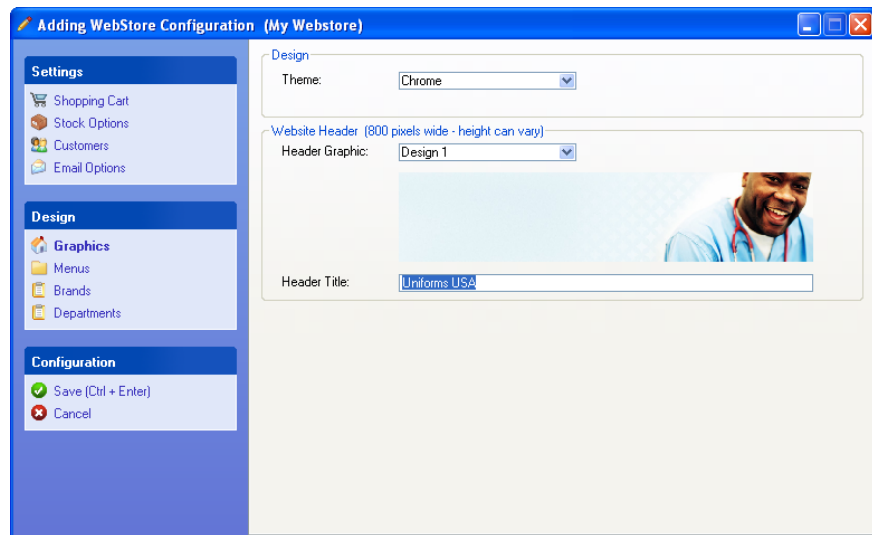 Adding WebStore Configuration (My Webstore)
Settings
Shopping Cart
Stock Options
Customers
Email Options
Design
Graphics
Menus
Brands
Departments
Configuration
Save (Ctrl + Enter)
Cancel
Design
Theme: Chrome
Website Header (800 pixels wide - height can vary)
Header Graphic: Design 1
Header Title: Uniforms USA